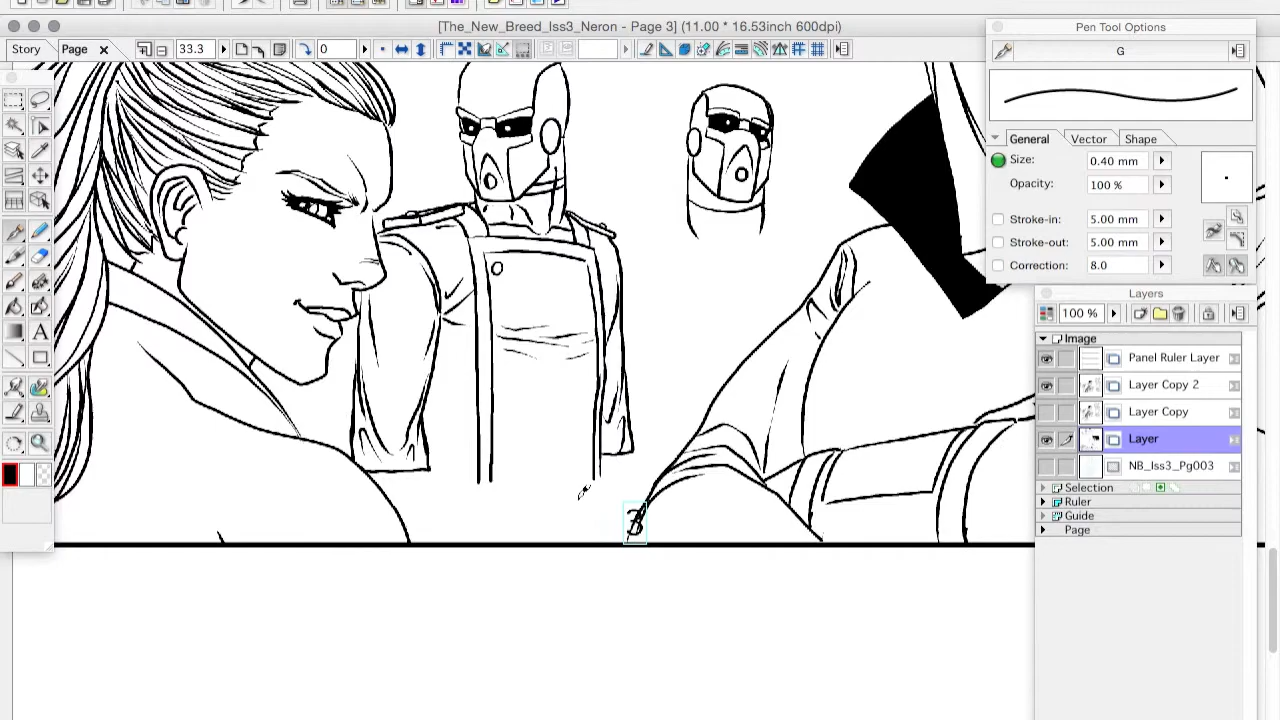 [The_New_Breed_Iss3_Neron - Page 3] (11.00 * 16.53inch 600dpi)
Story
Page
33.3
0
Pen Tool Options
G
General
Vector
Shape
Size:
0.40 mm
Opacity:
100 %
Stroke-in:
5.00 mm
Stroke-out:
5.00 mm
Correction:
8.0
Layers
100 %
Image
Panel Ruler Layer
Layer Copy 2
Layer Copy
Layer
NB_Iss3_Pg003
Selection
Ruler
Guide
Page
A
3